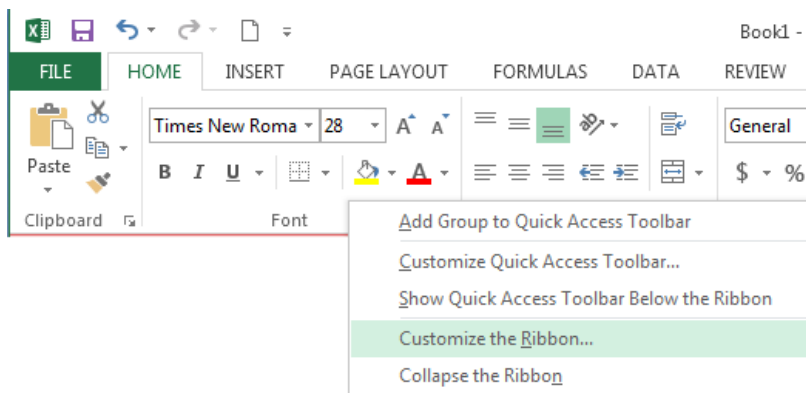 Book1 -
FILE HOME INSERT PAGE LAYOUT FORMULAS DATA REVIEW
Times New Roma 28 A A General
Paste B I U A $ %
Clipboard Font
Add Group to Quick Access Toolbar
Customize Quick Access Toolbar...
Show Quick Access Toolbar Below the Ribbon
Customize the Ribbon...
Collapse the Ribbon